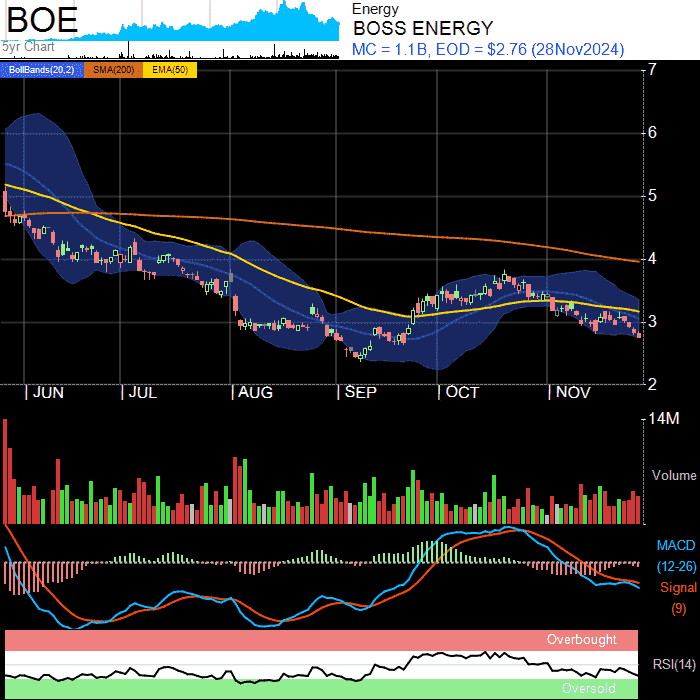 BOE
5yr Chart
Energy
BOSS ENERGY
MC = 1.1B, EOD = $2.76 (28Nov2024)
BollBands(20,2) SMA(200) EMA(50)
7
6
5
4
3
2
JUN JUL AUG SEP OCT NOV
14M
Volume
MACD
(12-26)
Signal
(9)
Overbought
RSI(14)
Oversold